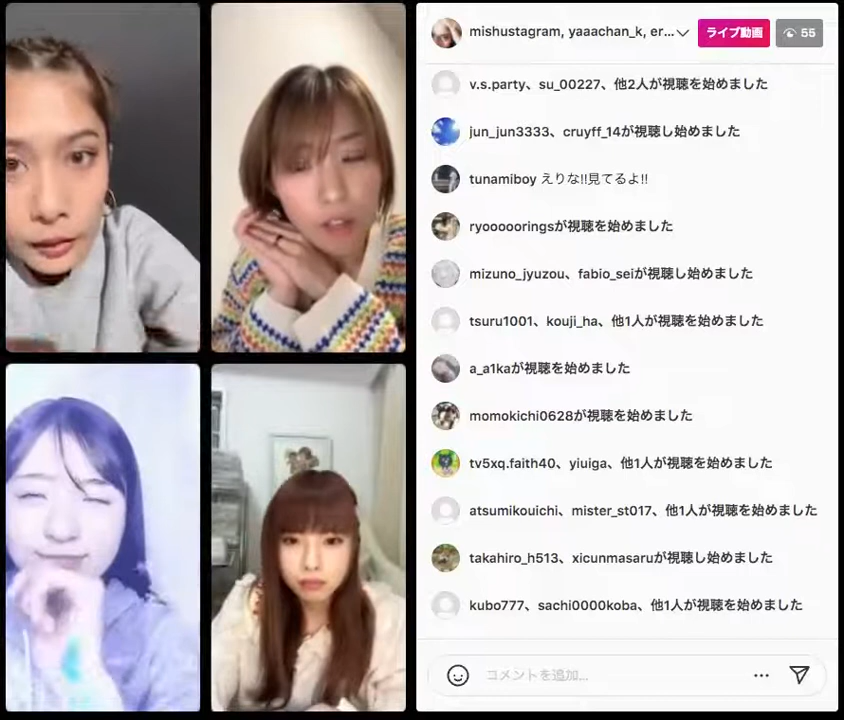 mishustagram, yaaachan_k, er...
ライブ動画
55
v.s.party、su_00227、他2人が視聴を始めました
jun_jun3333、cruyff_14が視聴し始めました
tunamiboy えりな!!見てるよ!!
ryoooooringsが視聴を始めました
mizuno_jyuzou、fabio_seiが視聴し始めました
tsuru1001、kouji_ha、他1人が視聴を始めました
a_a1kaが視聴を始めました
momokichi0628が視聴を始めました
tv5xq.faith40、yiuiga、他1人が視聴を始めました
atsumikouichi、mister_st017、他1人が視聴を始めました
takahiro_h513、xicunmasaruが視聴し始めました
kubo777、sachi0000koba、他1人が視聴を始めました
コメントを追加...